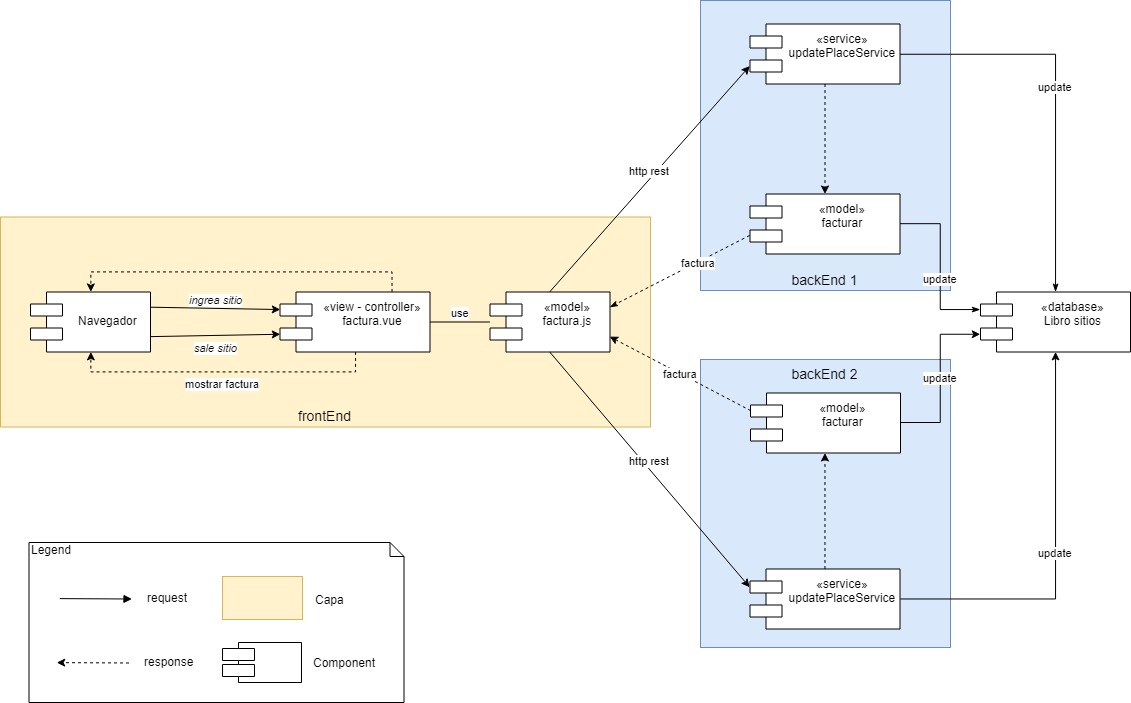 «service»
updatePlaceService
update
http rest
«model»
facturar
factura
backEnd 1
update
ingrea sitio
«view - controller»
factura.vue
Navegador
use
«model»
factura.js
«database»
Libro sitios
sale sitio
mostrar factura
frontEnd
backEnd 2
factura
update
«model»
facturar
http rest
update
«service»
updatePlaceService
Legend
request
Capa
response
Component